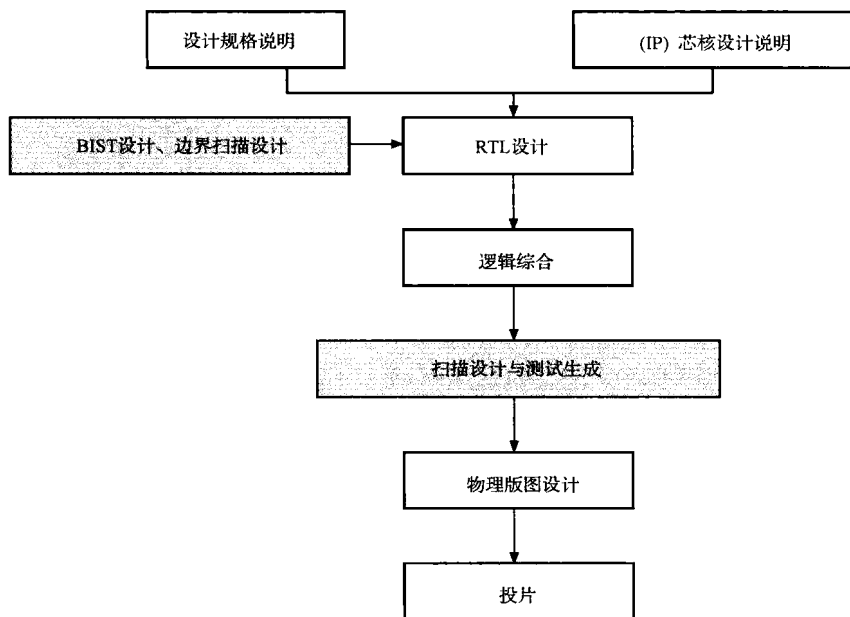 设计规格说明
(IP) 芯核设计说明
BIST设计、边界扫描设计
RTL设计
逻辑综合
扫描设计与测试生成
物理版图设计
投片